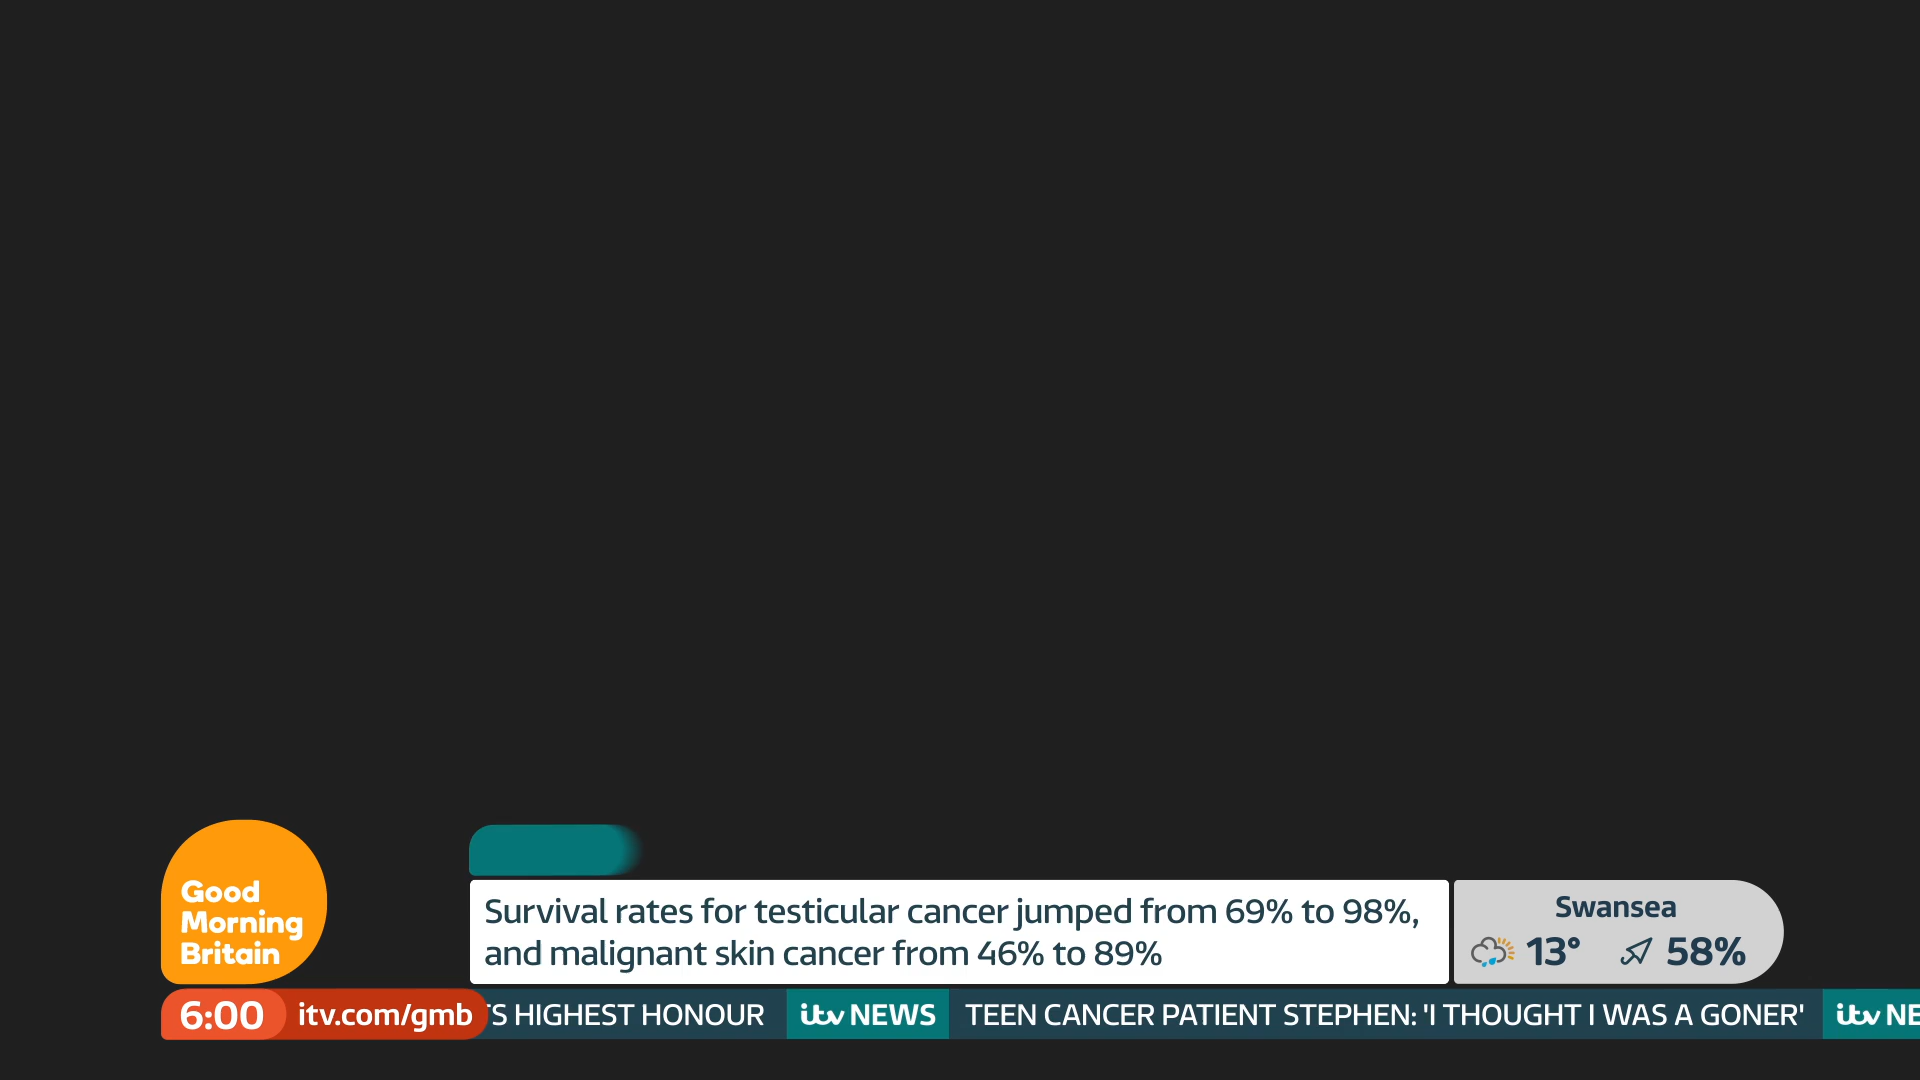 Good
Morning
Britain
Survival rates for testicular cancer jumped from 69% to 98%,
and malignant skin cancer from 46% to 89%
Swansea
13° 58%
6:00 itv.com/gmb 'S HIGHEST HONOUR itv NEWS TEEN CANCER PATIENT STEPHEN: 'I THOUGHT I WAS A GONER' itv NE